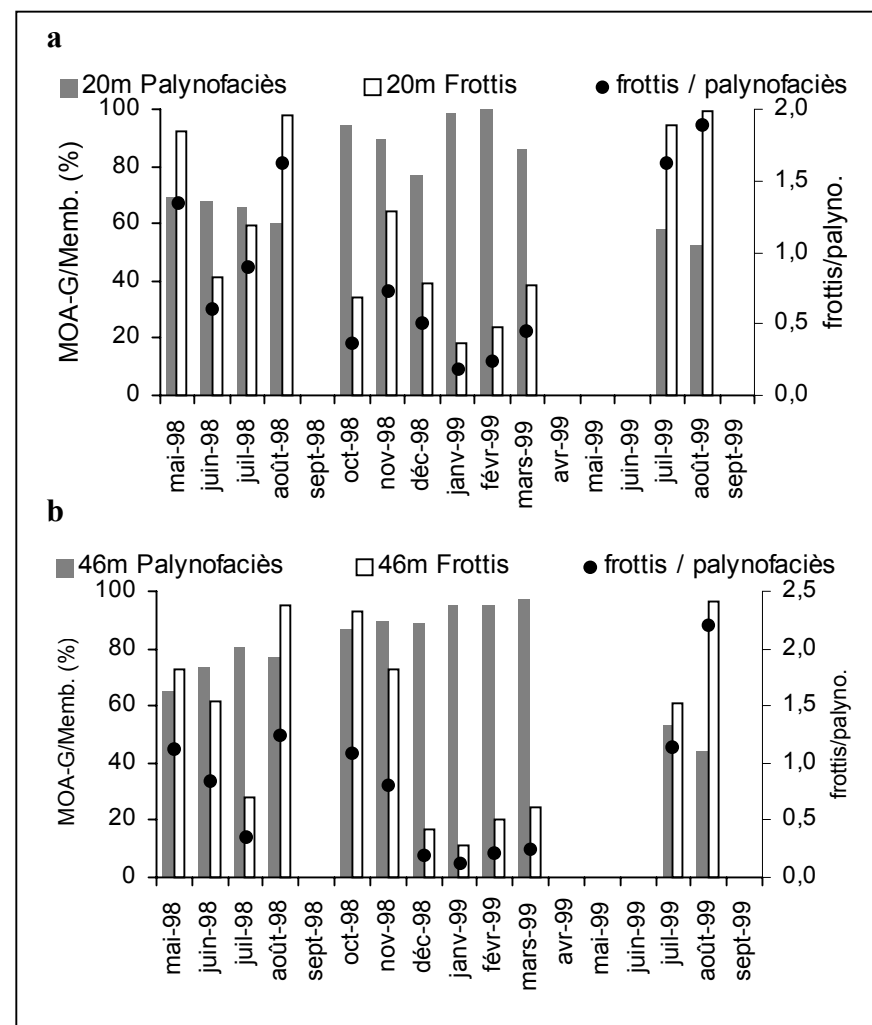 a
20m Palynofaciès 20m Frottis frottis / palynofaciès
MOA-G/Memb. (%)
100
80
60
40
20
0
2,0
1,5
1,0
0,5
0,0
frottis/palyno.
mai-98 juin-98 juil-98 août-98 sept-98 oct-98 nov-98 déc-98 janv-99 févr-99 mars-99 avr-99 mai-99 juin-99 juil-99 août-99 sept-99
b
46m Palynofaciès 46m Frottis frottis / palynofaciès
MOA-G/Memb. (%)
100
80
60
40
20
0
2,5
2,0
1,5
1,0
0,5
0,0
frottis/palyno.
mai-98 juin-98 juil-98 août-98 sept-98 oct-98 nov-98 déc-98 janv-99 févr-99 mars-99 avr-99 mai-99 juin-99 juil-99 août-99 sept-99